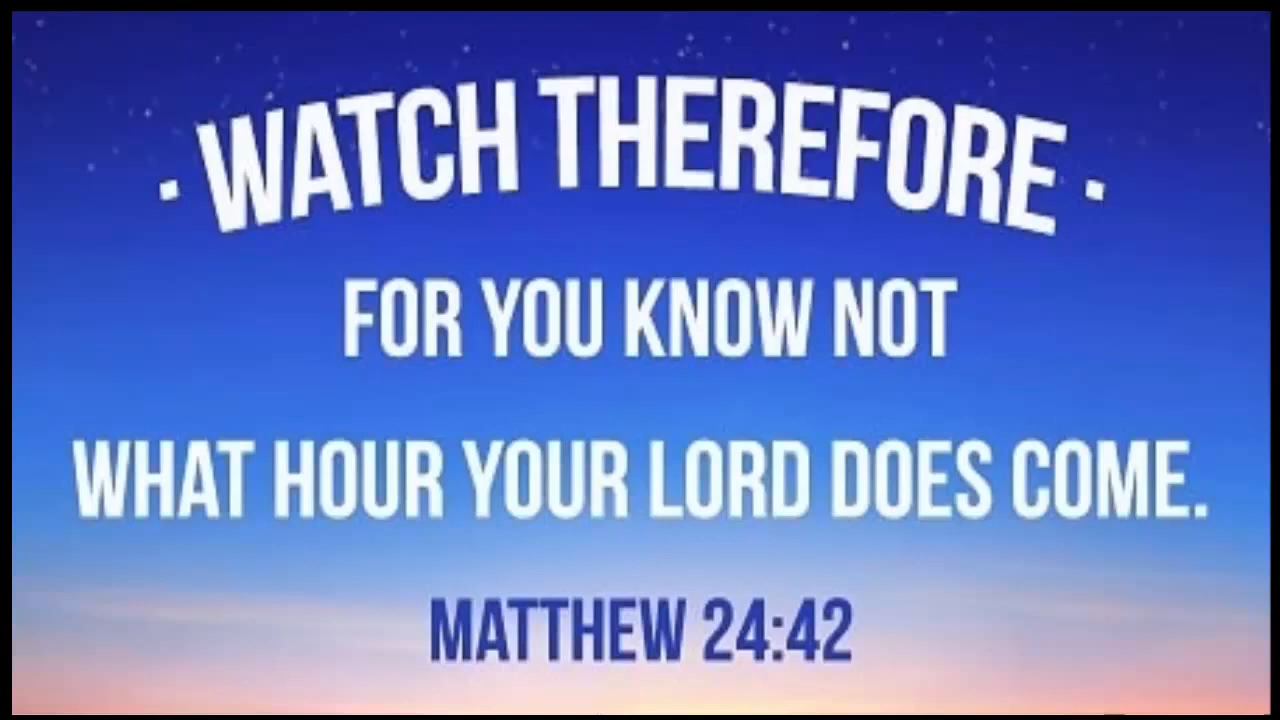 · WATCH THEREFORE ·
FOR YOU KNOW NOT
WHAT HOUR YOUR LORD DOES COME.
MATTHEW 24:42